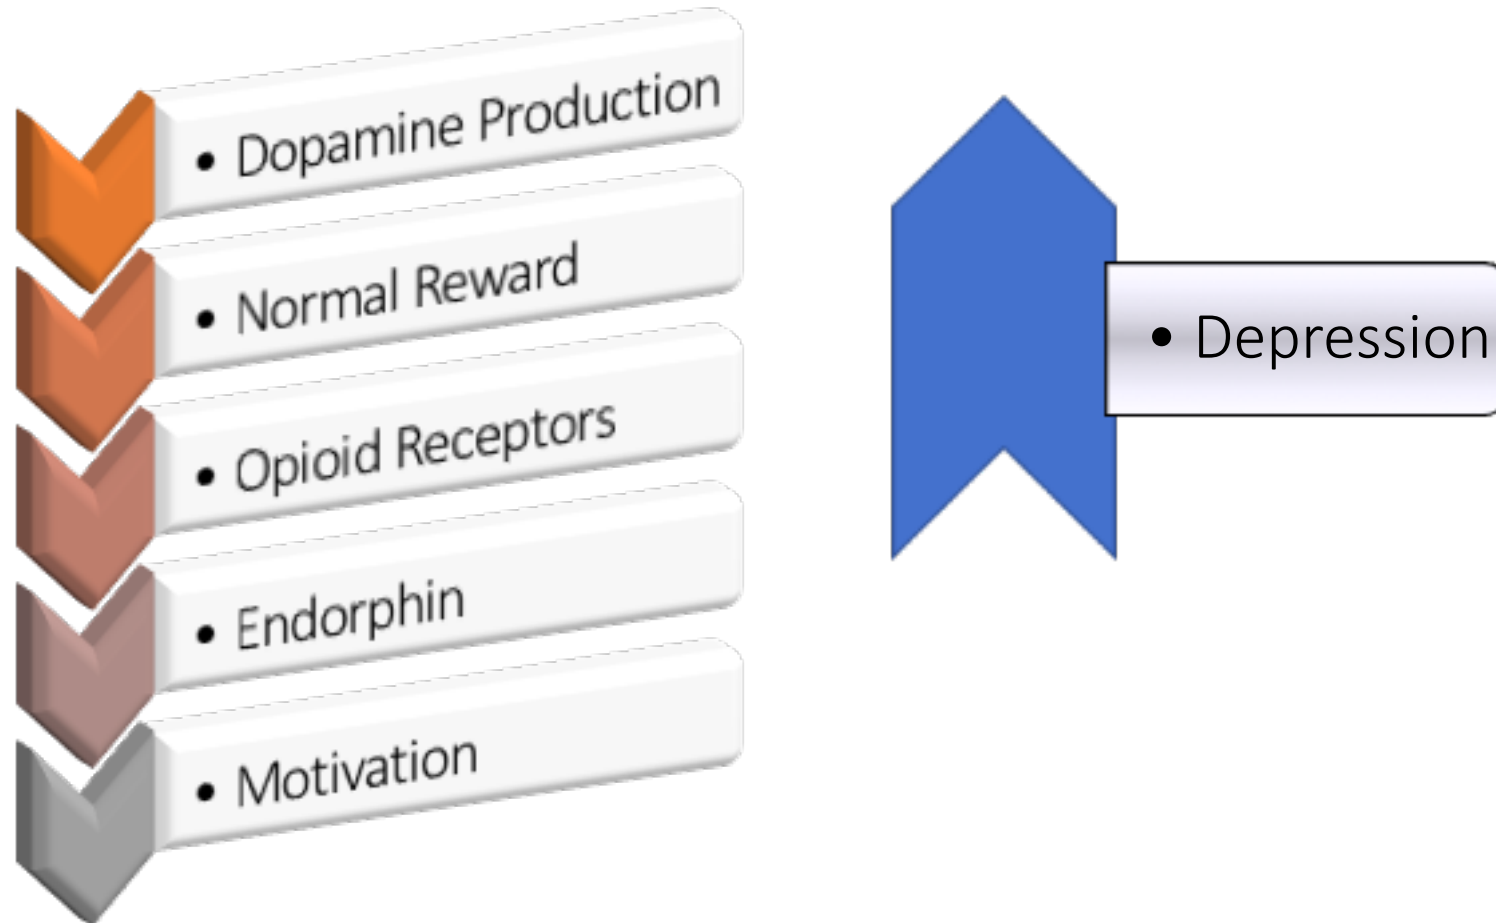 • Dopamine Production
• Normal Reward
• Opioid Receptors
• Endorphin
• Motivation
• Depression